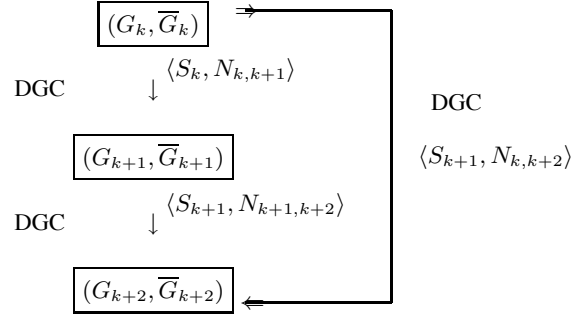 (G_k, \overline{G}_k) ⇒
DGC ↓ ⟨S_k, N_{k,k+1}⟩
DGC
(G_{k+1}, \overline{G}_{k+1})
⟨S_{k+1}, N_{k,k+2}⟩
DGC ↓ ⟨S_{k+1}, N_{k+1,k+2}⟩
(G_{k+2}, \overline{G}_{k+2}) ⇐